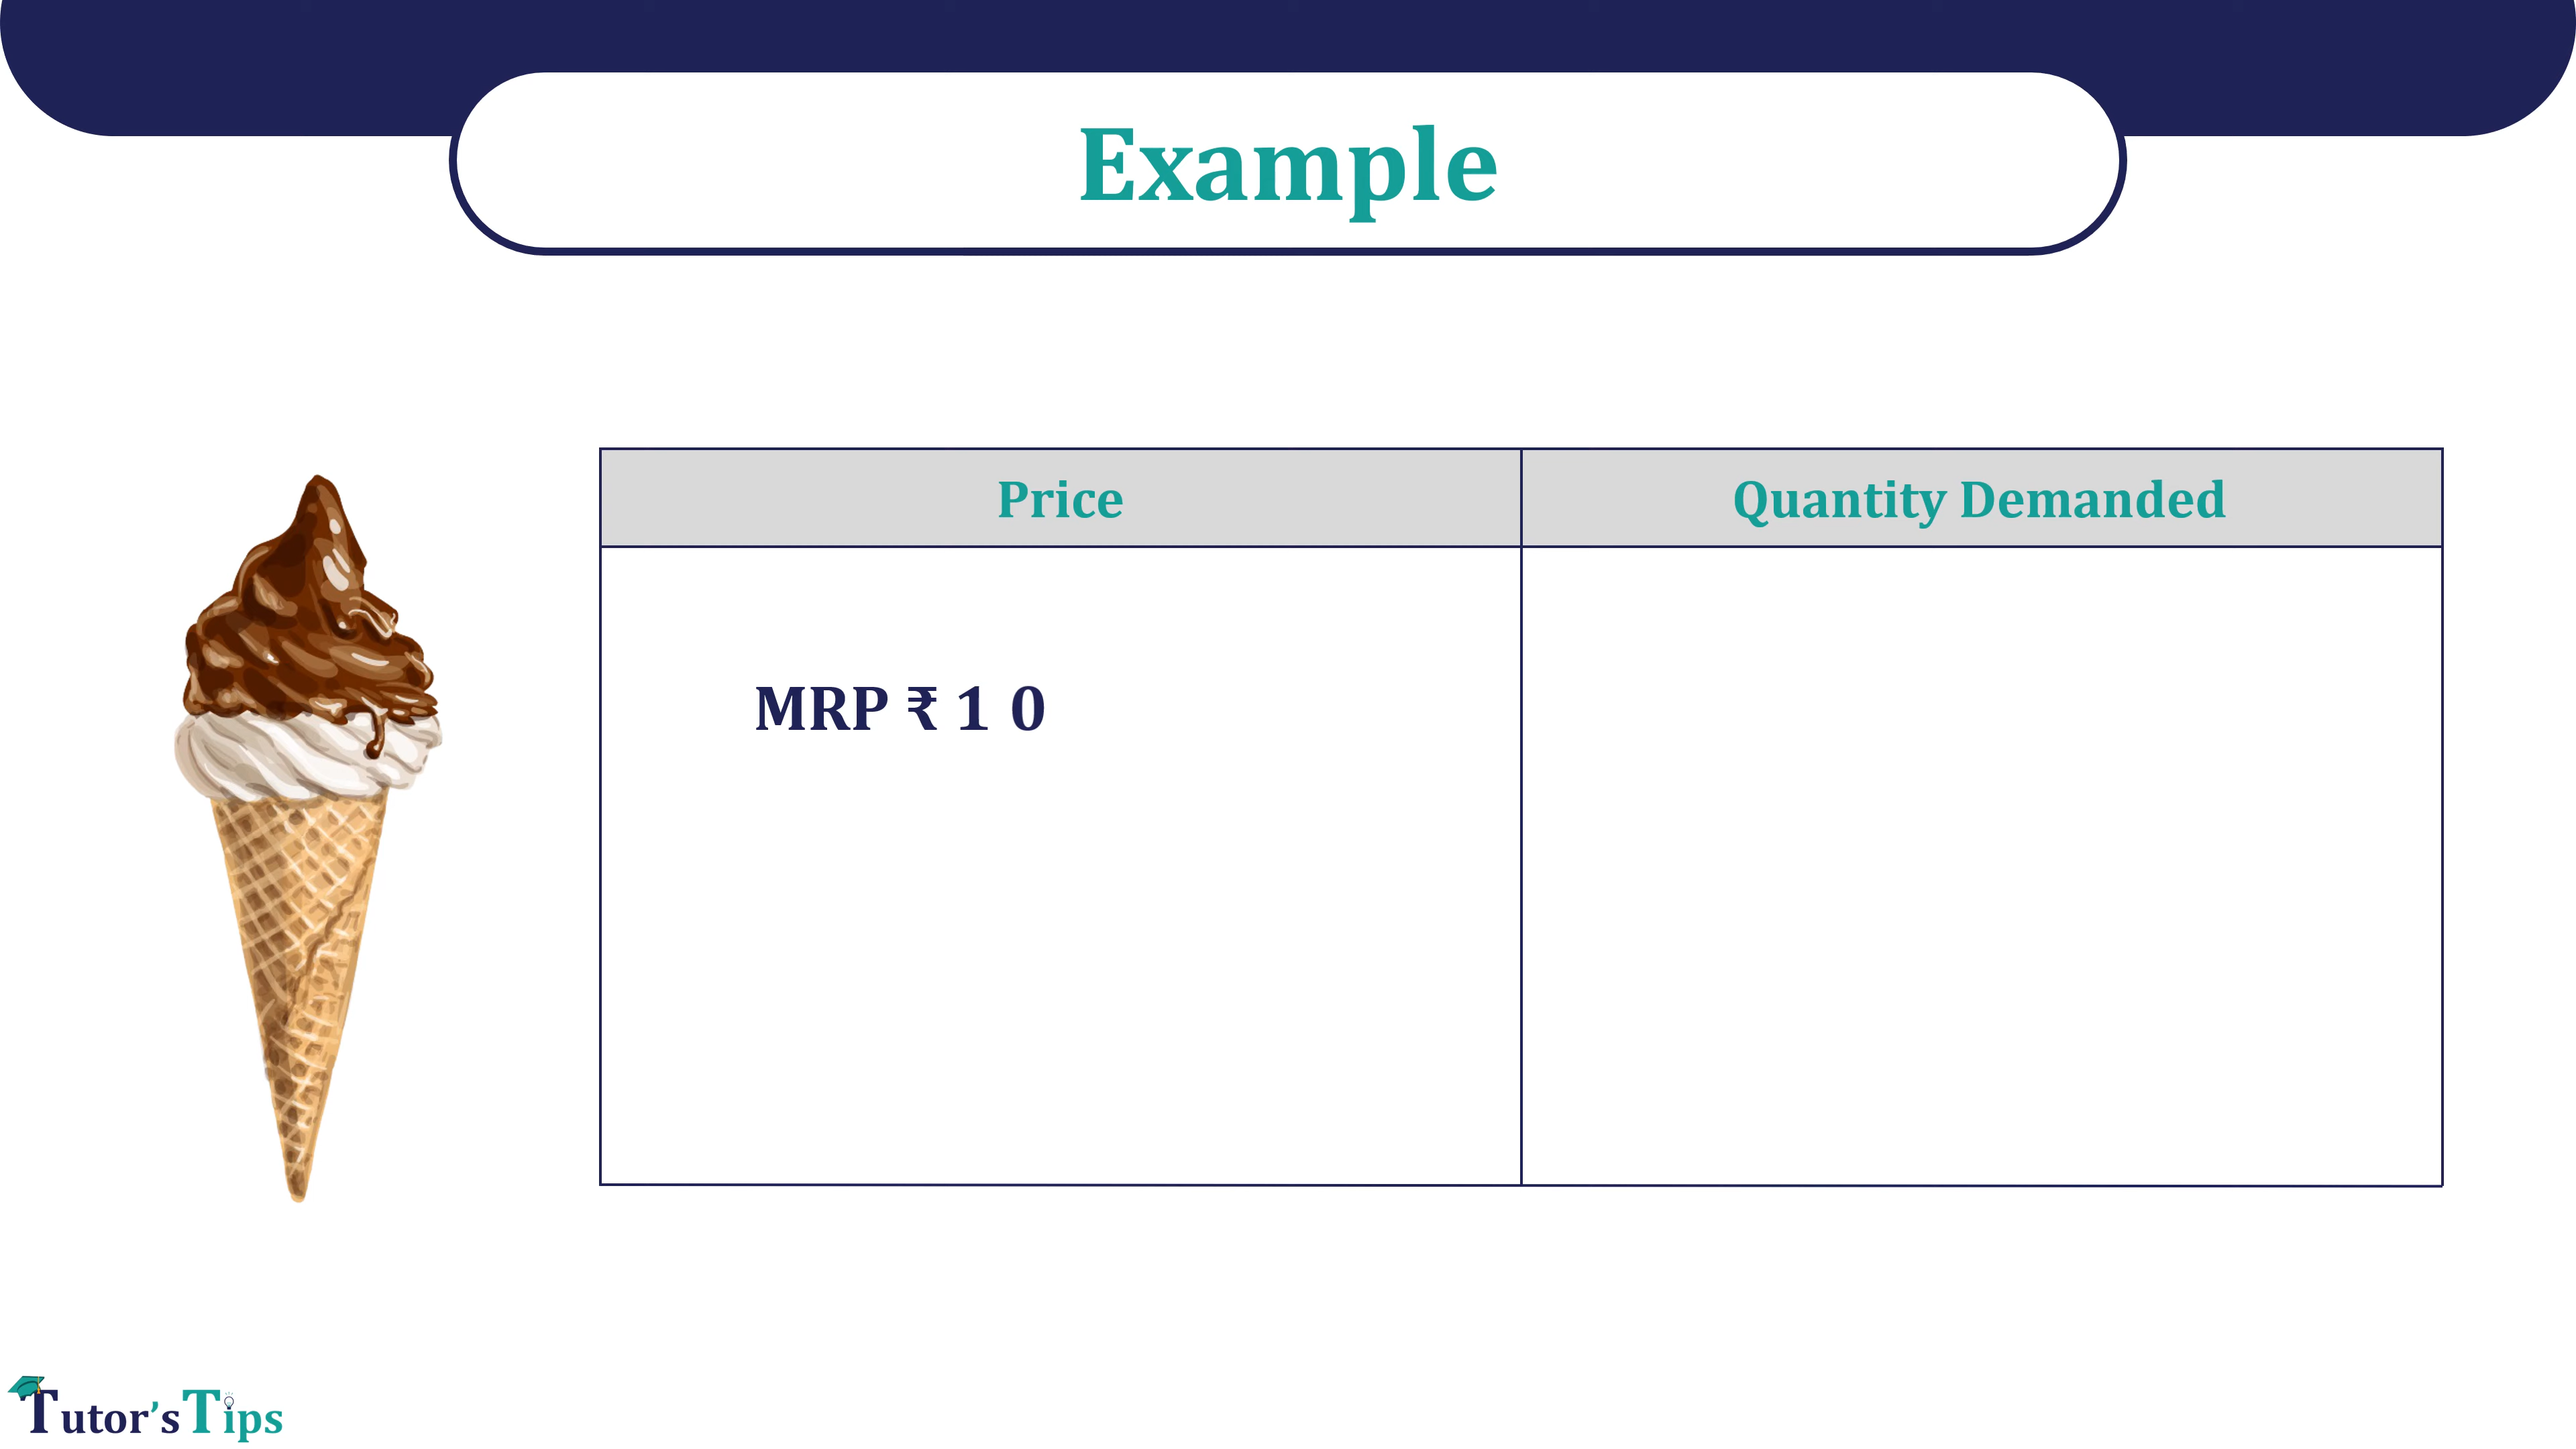 Example
Price
Quantity Demanded
MRP ₹ 1 0
Tutor's Tips